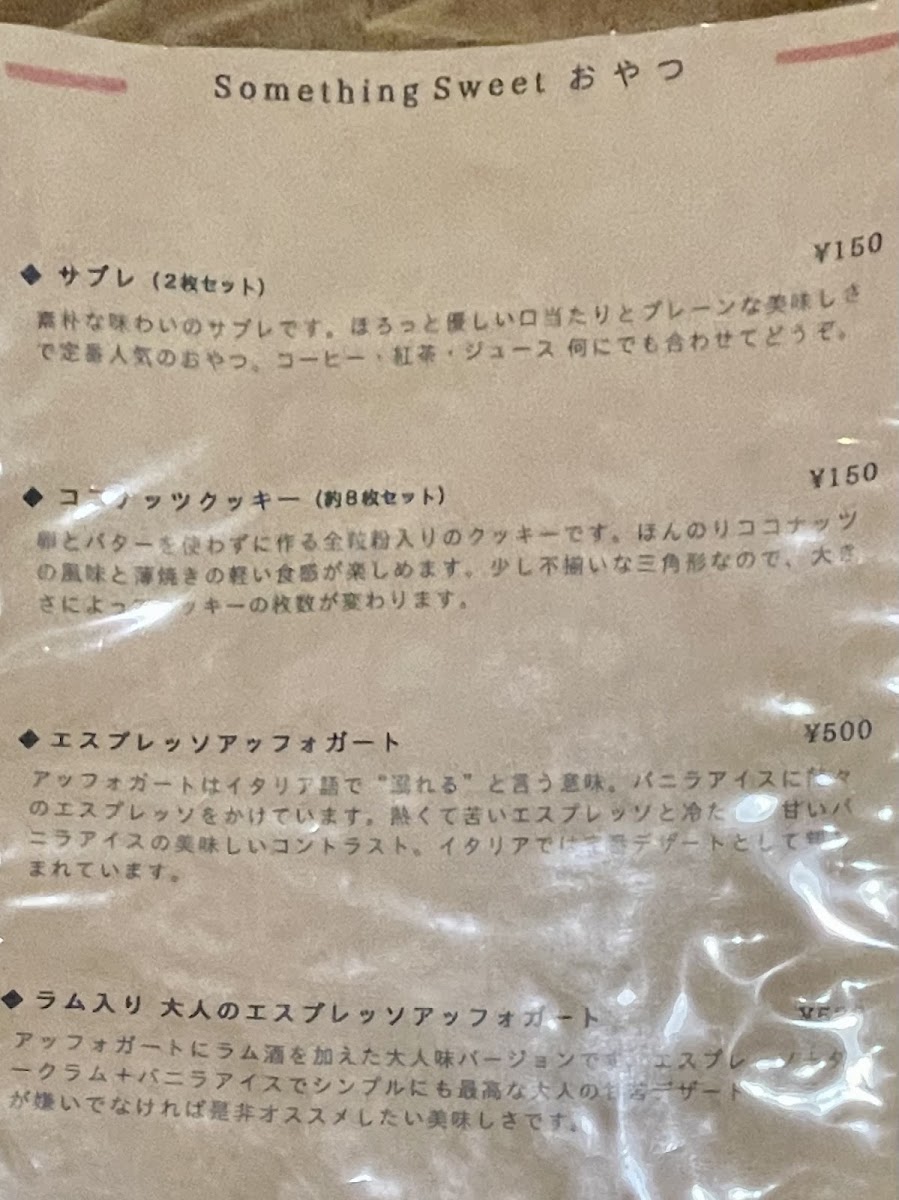 Something Sweet おやつ
¥150
◆ サブレ (2枚セット)
素朴な味わいのサブレです。ほろっと優しい口当たりとプレーンな美味しさ
で定番人気のおやつ。コーヒー・紅茶・ジュース 何にでも合わせてどうぞ。
¥150
◆ ココナッツクッキー (約8枚セット)
卵とバターを使わずに作る全粒粉入りのクッキーです。ほんのりココナッツ
の風味と薄焼きの軽い食感が楽しめます。少し不揃いな三角形なので、大き
さによっ ッキーの枚数が変わります。
¥500
◆ エスプレッソアッフォガート
アッフォガートはイタリア語で“溺れる”と言う意味。バニラアイスに
のエスプレッソをかけています。熱くて苦いエスプレッソと冷た 甘いバ
ニラアイスの美味しいコントラスト。イタリアでは デザートとして
まれています。
◆ ラム入り 大人のエスプレッソアッフォガート
アッフォガートにラム酒を加えた大人味バージョンです エスプレッソ+ダ
ークラム+バニラアイスでシンプルにも最高な大人の デザート
が嫌いでなければ是非オススメしたい美味しさです。